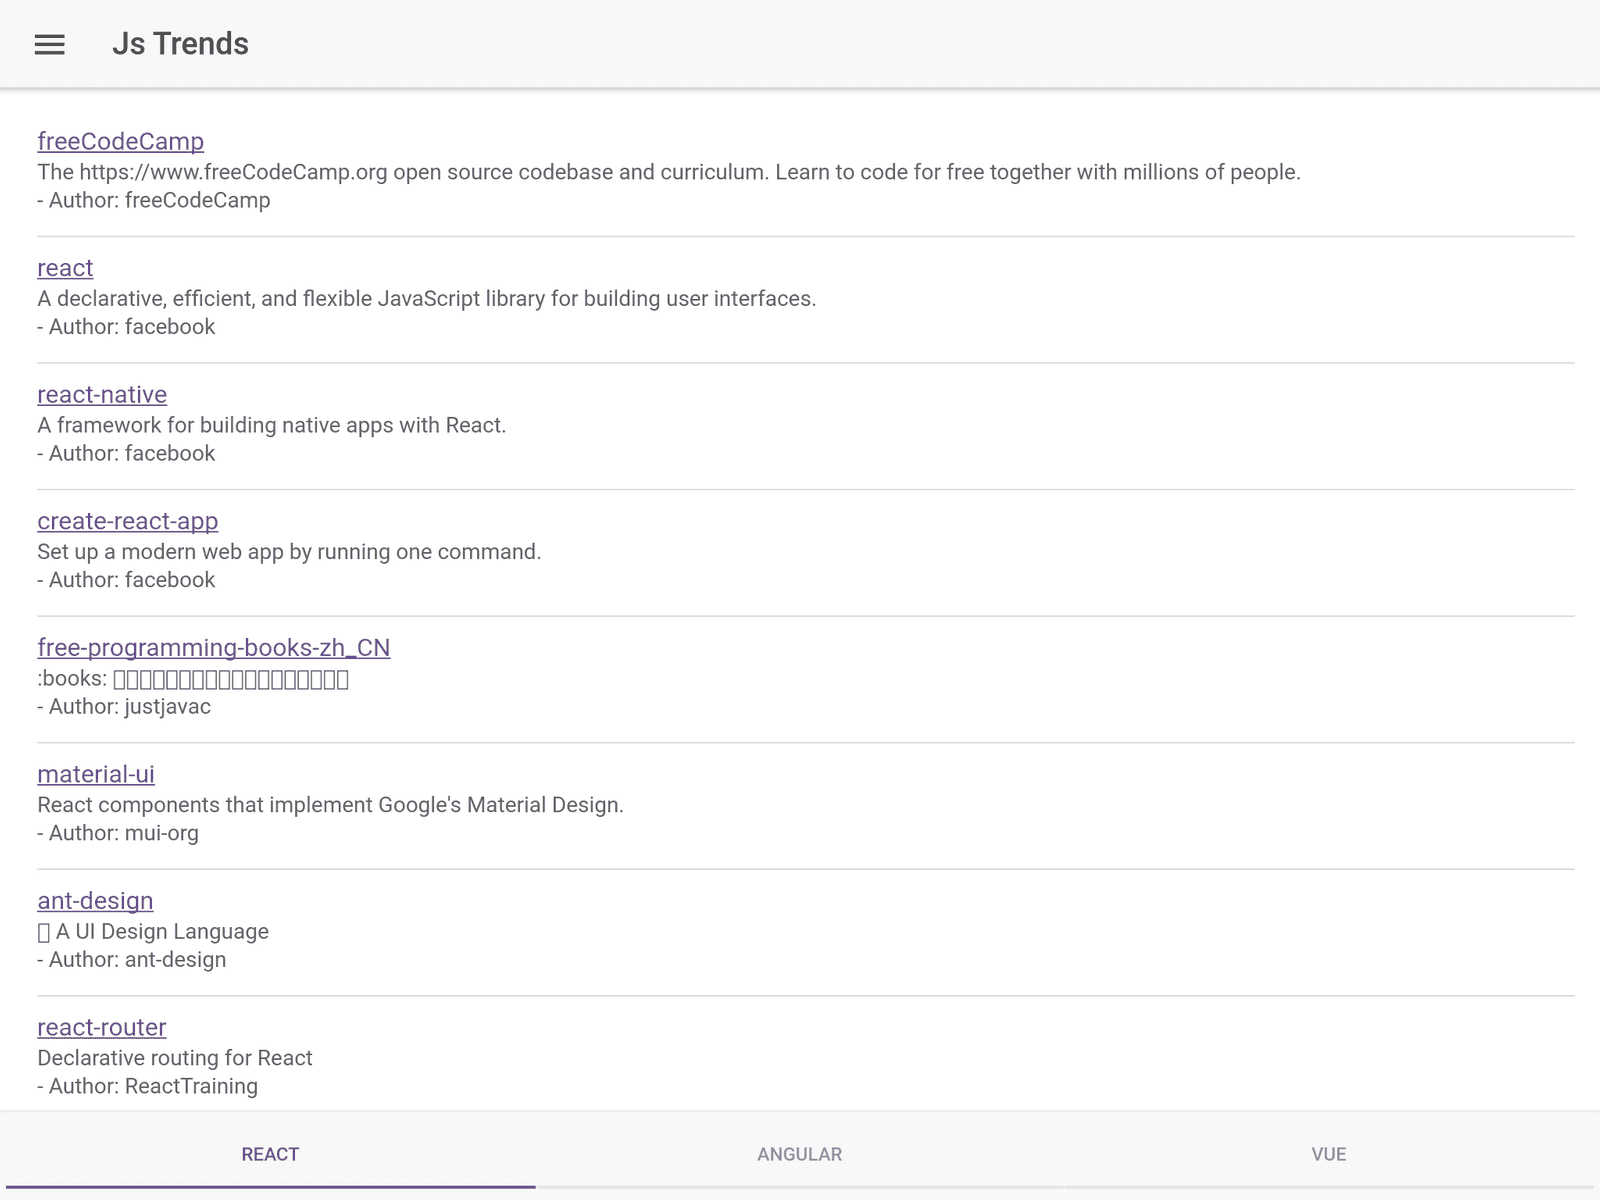 Js Trends
freeCodeCamp
The https://www.freeCodeCamp.org open source codebase and curriculum. Learn to code for free together with millions of people.
- Author: freeCodeCamp
react
A declarative, efficient, and flexible JavaScript library for building user interfaces.
- Author: facebook
react-native
A framework for building native apps with React.
- Author: facebook
create-react-app
Set up a modern web app by running one command.
- Author: facebook
free-programming-books-zh_CN
:books:
- Author: justjavac
material-ui
React components that implement Google's Material Design.
- Author: mui-org
ant-design
A UI Design Language
- Author: ant-design
react-router
Declarative routing for React
- Author: ReactTraining
REACT
ANGULAR
VUE